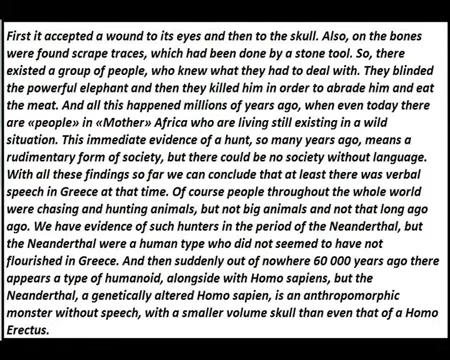 First it accepted a wound to its eyes and then to the skull. Also, on the bones
were found scrape traces, which had been done by a stone tool. So, there
existed a group of people, who knew what they had to deal with. They blinded
the powerful elephant and then they killed him in order to abrade him and eat
the meat. And all this happened millions of years ago, when even today there
are «people» in «Mother» Africa who are living still existing in a wild
situation. This immediate evidence of a hunt, so many years ago, means a
rudimentary form of society, but there could be no society without language.
With all these findings so far we can conclude that at least there was verbal
speech in Greece at that time. Of course people throughout the whole world
were chasing and hunting animals, but not big animals and not that long ago
ago. We have evidence of such hunters in the period of the Neanderthal, but
the Neanderthal were a human type who did not seemed to have not
flourished in Greece. And then suddenly out of nowhere 60 000 years ago there
appears a type of humanoid, alongside with Homo sapiens, but the
Neanderthal, a genetically altered Homo sapien, is an anthropomorphic
monster without speech, with a smaller volume skull than even that of a Homo
Erectus.